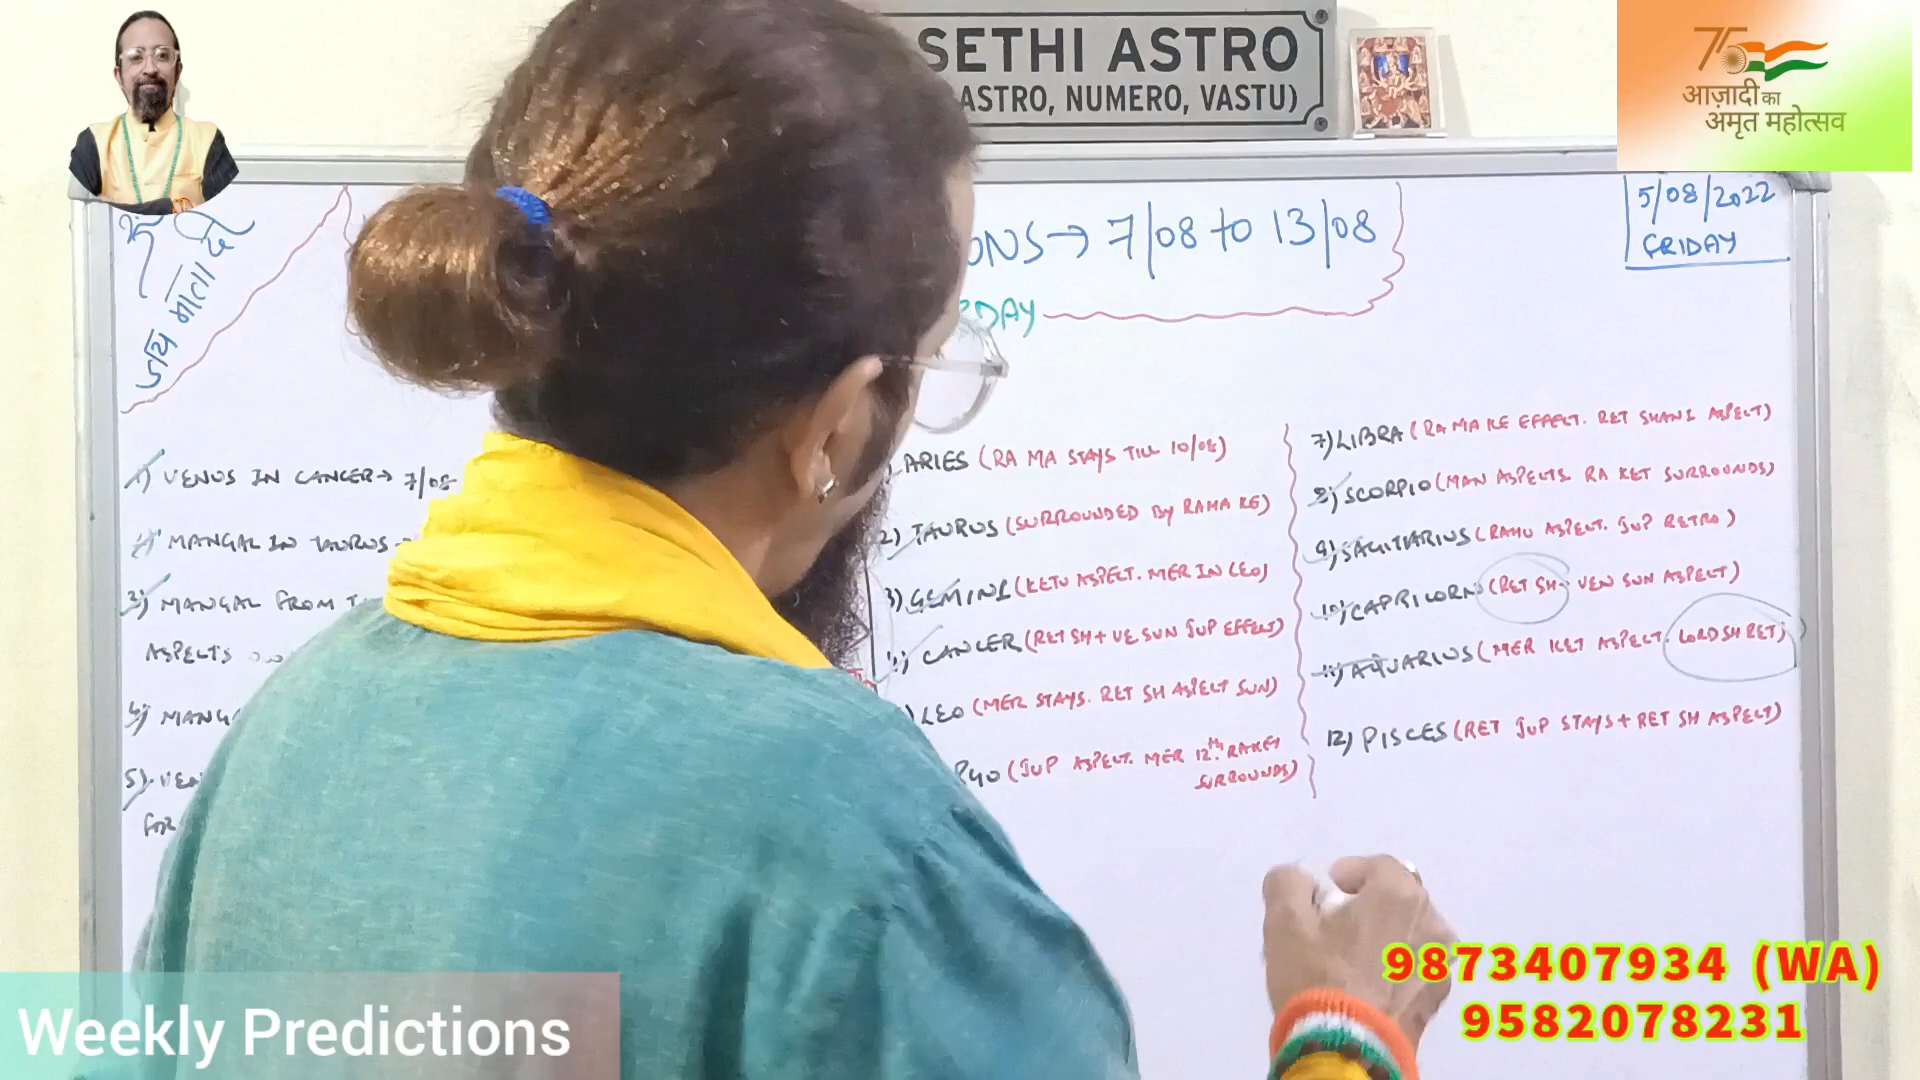 SETHI ASTRO
ASTRO, NUMERO, VASTU)
75
आज़ादी का
अमृत महोत्सव
5/08/2022
FRIDAY
ॐ
जय माता दी
ONS→ 7/08 to 13/08
DAY
1) VENUS IN CANCER→ 7/08
2) MANGAL IN TAURUS→
3) MANGAL FROM
ASPECTS
4) MANGA
5) VEN
FOR
ARIES (RA MA STAYS TILL 10/08)
2) TAURUS (SURROUNDED BY RAMA KE)
3) GEMINI (KETU ASPECT. MER IN LEO)
4) CANCER (RET SH + VE SUN JUP EFFECT)
) LEO (MER STAYS. RET SH ASPECT SUN)
RGO (JUP ASPECT. MER 12th. RAKET
SURROUNDS)
7) LIBRA (RA MA KE EFFECT. RET SHANI ASPECT)
8) SCORPIO (MAN ASPECTS RA KET SURROUNDS)
9) SAGITTARIUS (RAHU ASPECT. JUP RETRO)
10) CAPRICORN (RET SH + VEN SUN ASPECT)
11) AQUARIUS (MER KET ASPECT. LORD SH RET)
12) PISCES (RET JUP STAYS + RET SH ASPECT)
9873407934 (WA)
9582078231
Weekly Predictions